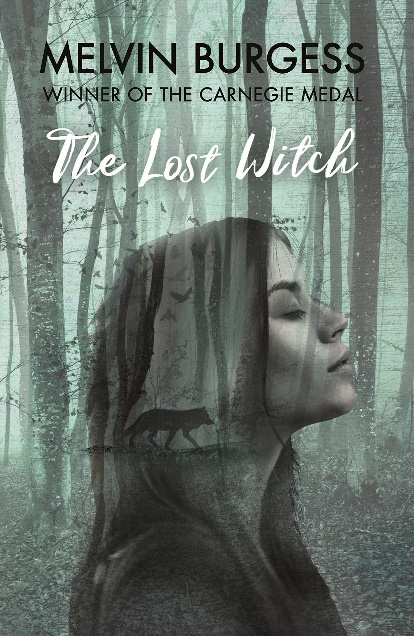 MELVIN BURGESS
WINNER OF THE CARNEGIE MEDAL
The Lost Witch